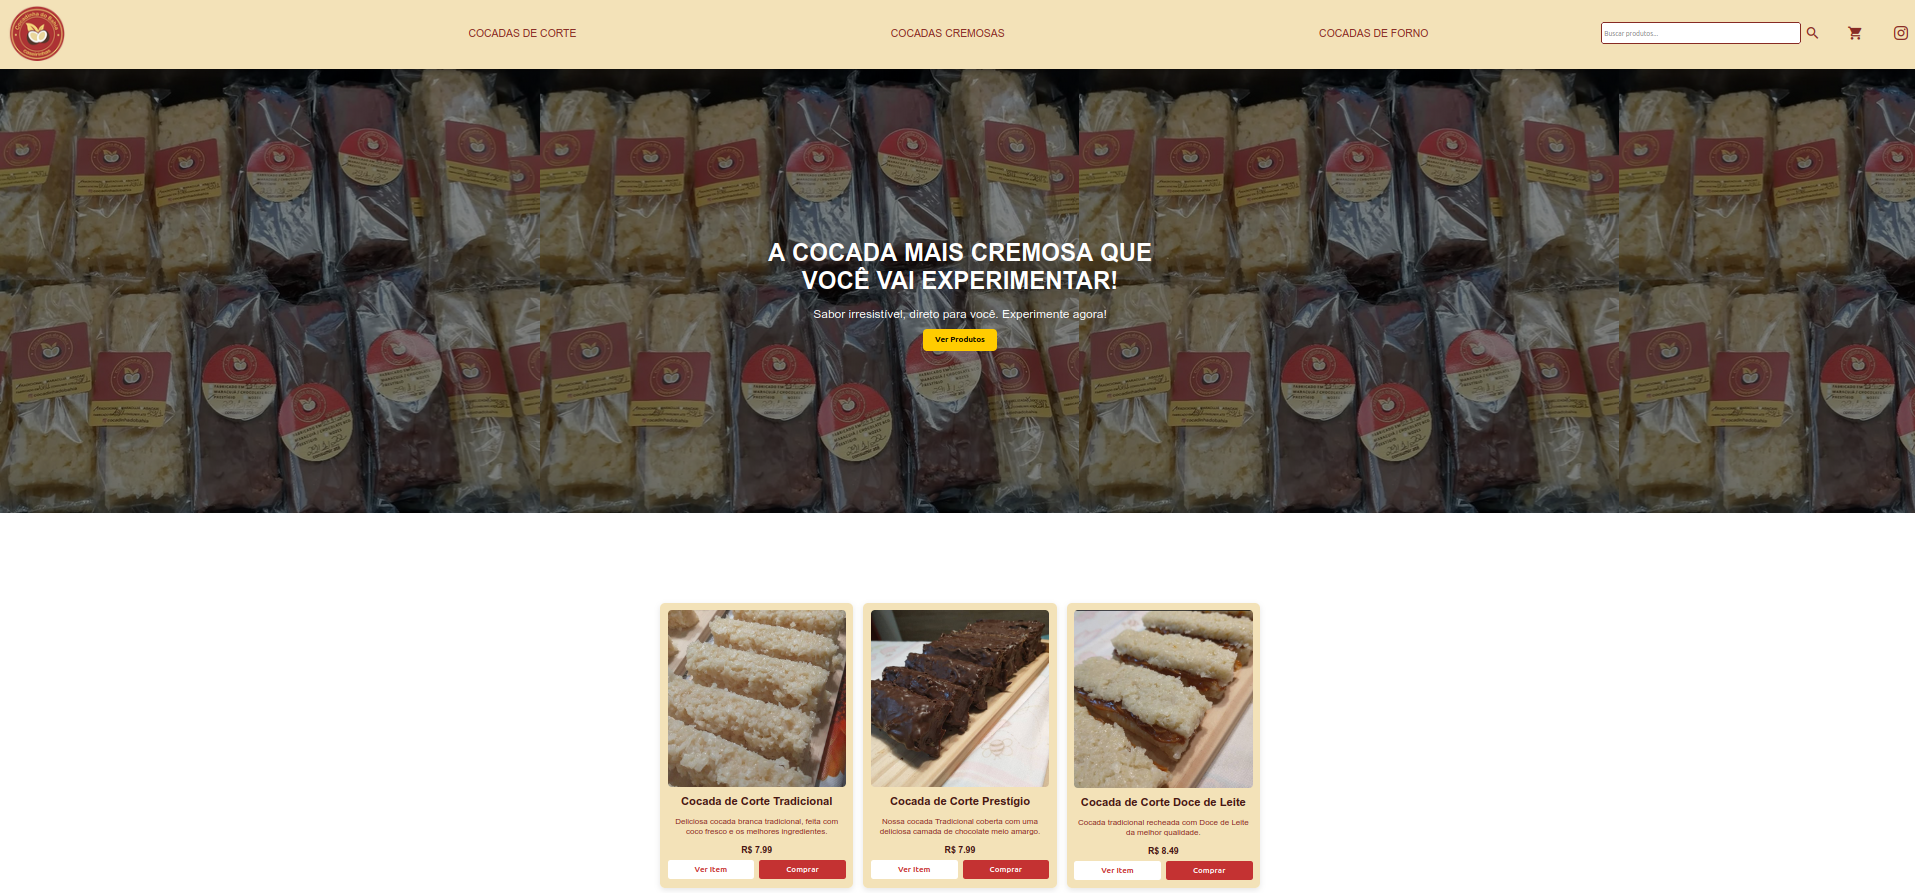 Cocadinha da Bahia
COCADAS DE CORTE
COCADAS CREMOSAS
COCADAS DE FORNO
Buscar produtos...
A COCADA MAIS CREMOSA QUE
VOCÊ VAI EXPERIMENTAR!
Sabor irresistível, direto para você. Experimente agora!
Ver Produtos
Cocada de Corte Tradicional
Deliciosa cocada branca tradicional, feita com
coco fresco e os melhores ingredientes.
R$ 7.99
Ver Item
Comprar
Cocada de Corte Prestígio
Nossa cocada Tradicional coberta com uma
deliciosa camada de chocolate meio amargo.
R$ 7.99
Ver Item
Comprar
Cocada de Corte Doce de Leite
Cocada tradicional recheada com Doce de Leite
da melhor qualidade.
R$ 8.49
Ver Item
Comprar